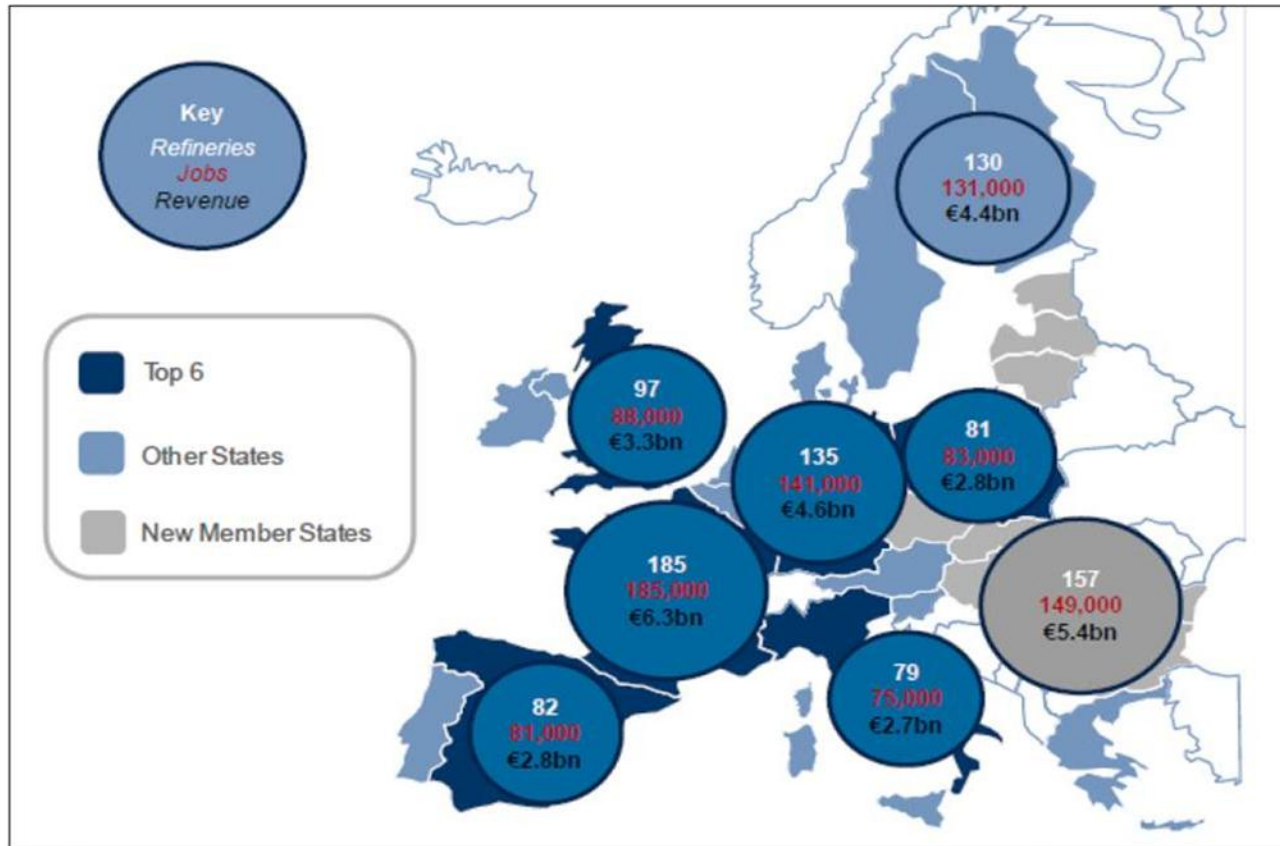 Key
Refineries
Jobs
Revenue
130
131,000
€4.4bn
Top 6
Other States
New Member States
97
88,000
€3.3bn
135
141,000
€4.6bn
81
83,000
€2.8bn
185
185,000
€6.3bn
157
149,000
€5.4bn
82
81,000
€2.8bn
79
75,000
€2.7bn